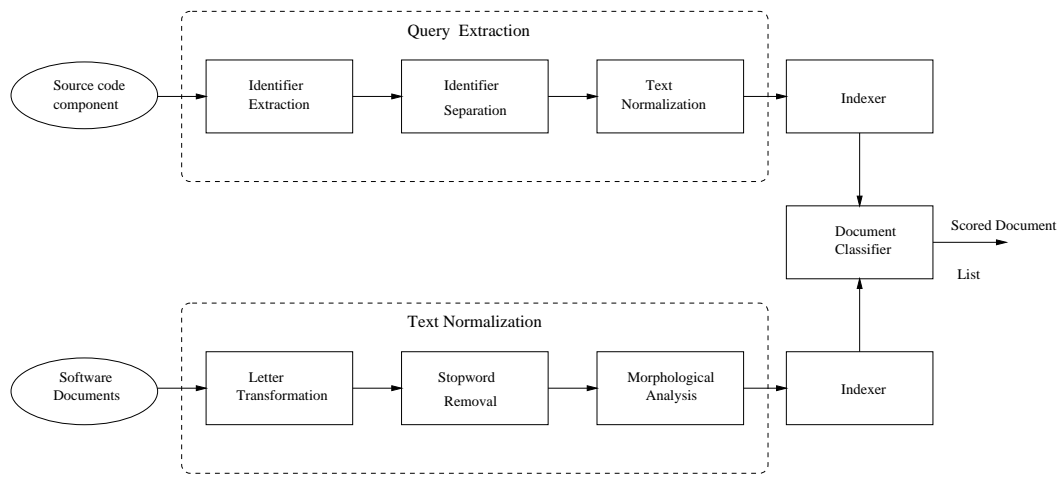 Query Extraction
Source code
component
Identifier
Extraction
Identifier
Separation
Text
Normalization
Indexer
Document
Classifier
Scored Document
List
Text Normalization
Software
Documents
Letter
Transformation
Stopword
Removal
Morphological
Analysis
Indexer